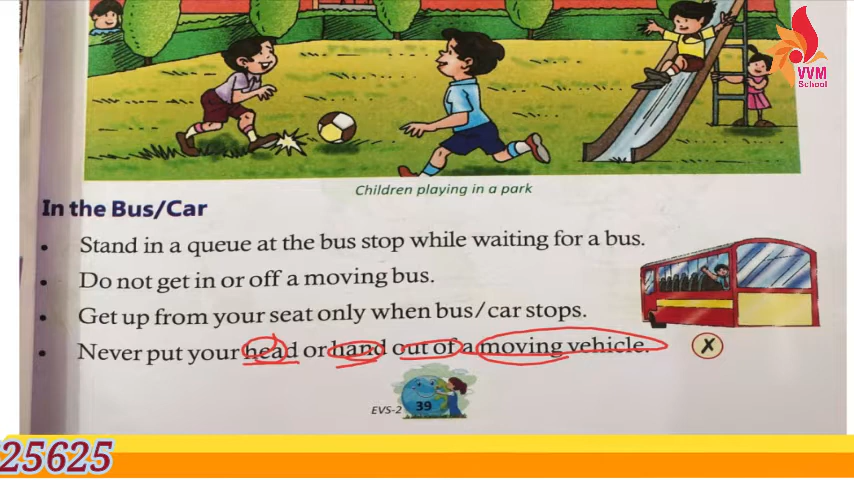 VVM
School
Children playing in a park
In the Bus/Car
• Stand in a queue at the bus stop while waiting for a bus.
• Do not get in or off a moving bus.
• Get up from your seat only when bus/car stops.
• Never put your head or hand out of a moving vehicle.
EVS-2 39
25625